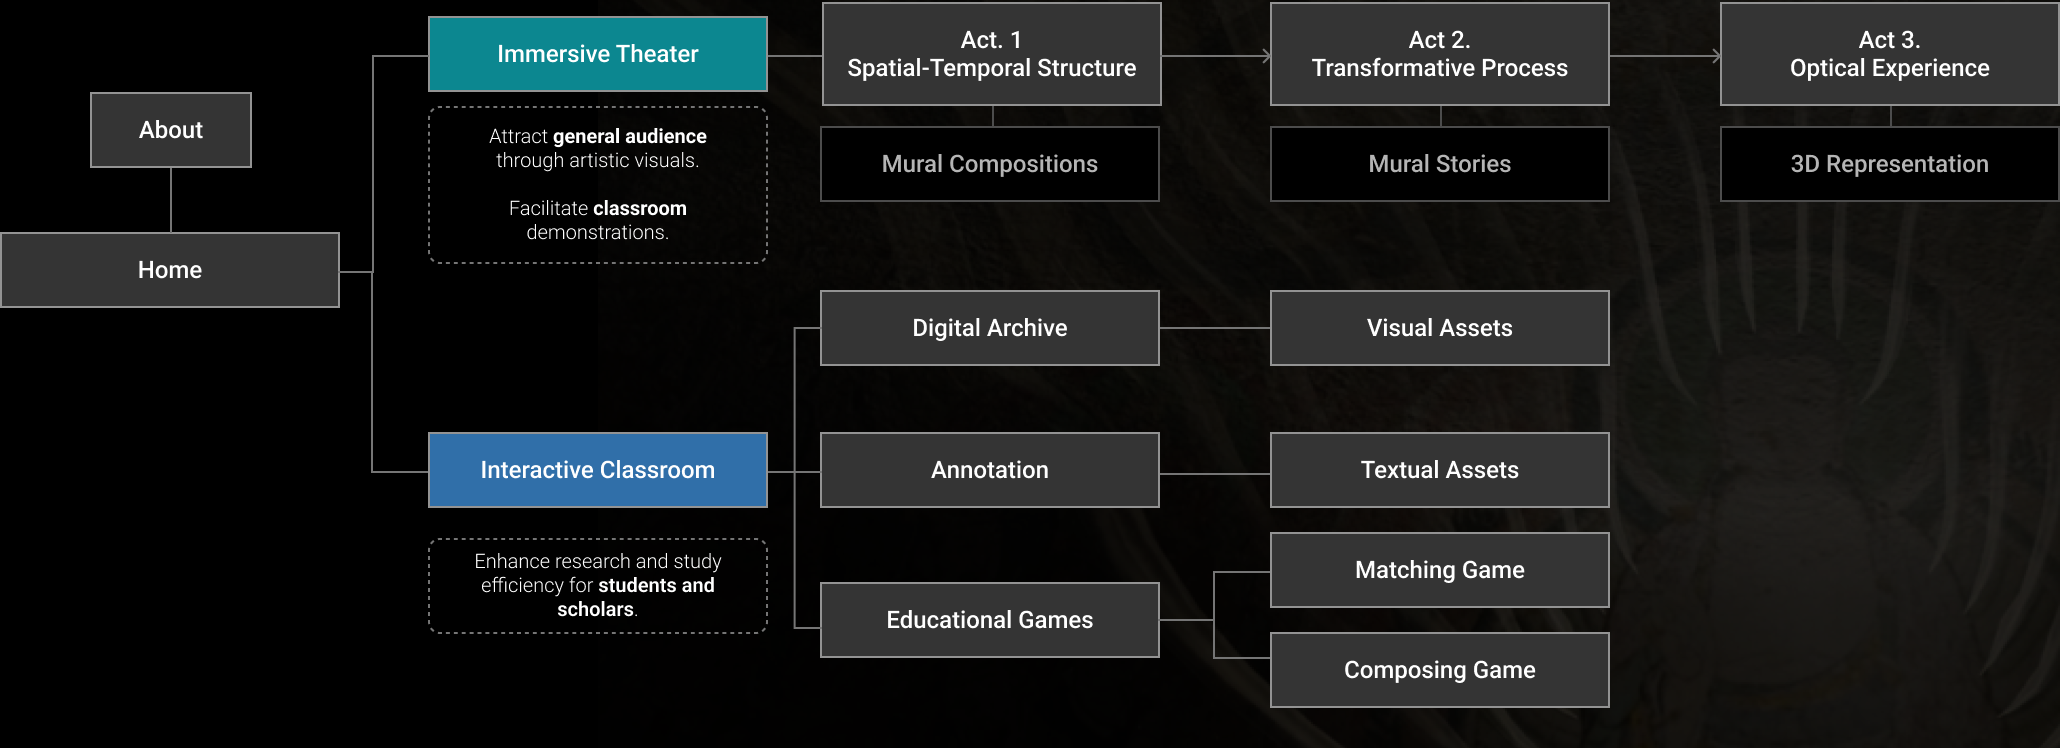 About
Home
Immersive Theater
Attract general audience
through artistic visuals.
Facilitate classroom
demonstrations.
Act. 1
Spatial-Temporal Structure
Mural Compositions
Act 2.
Transformative Process
Mural Stories
Act 3.
Optical Experience
3D Representation
Interactive Classroom
Enhance research and study
efficiency for students and
scholars.
Digital Archive
Visual Assets
Annotation
Textual Assets
Educational Games
Matching Game
Composing Game